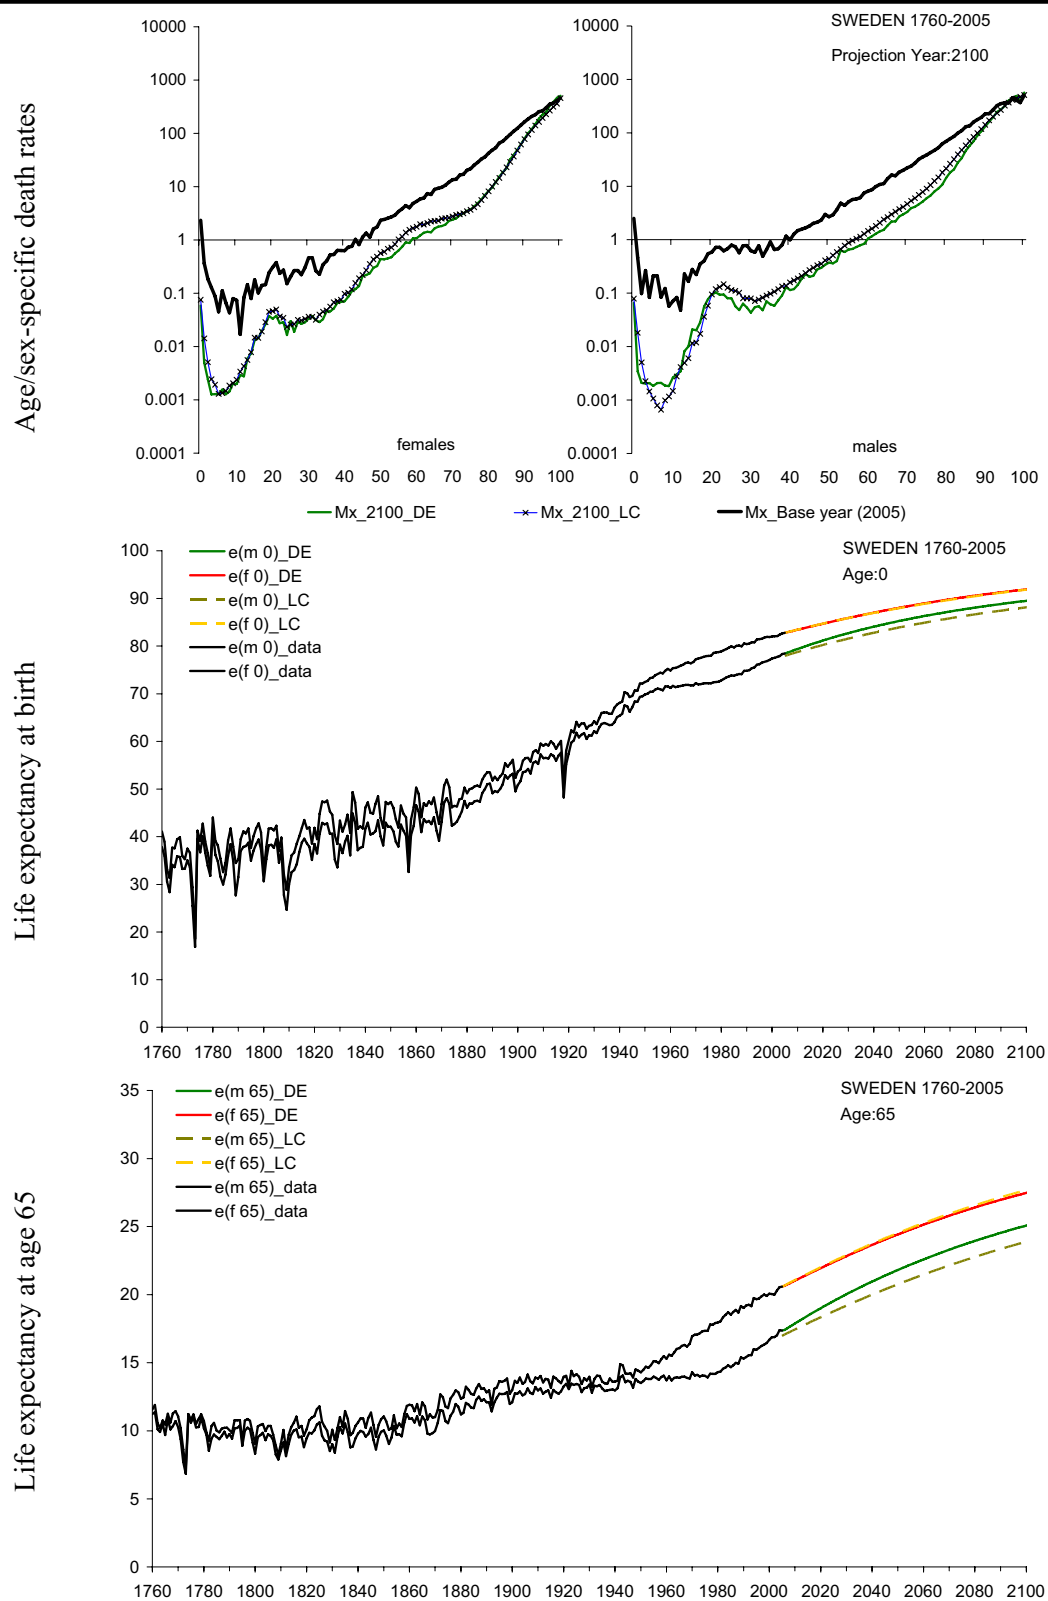 Age/sex-specific death rates
SWEDEN 1760-2005
Projection Year:2100
10000
1000
100
10
1
0.1
0.01
0.001
0.0001
females
0 10 20 30 40 50 60 70 80 90 100
10000
1000
100
10
1
0.1
0.01
0.001
0.0001
males
0 10 20 30 40 50 60 70 80 90 100
Mx_2100_DE Mx_2100_LC Mx_Base year (2005)
Life expectancy at birth
SWEDEN 1760-2005
Age:0
e(m 0)_DE
e(f 0)_DE
e(m 0)_LC
e(f 0)_LC
e(m 0)_data
e(f 0)_data
100
90
80
70
60
50
40
30
20
10
0
1760 1780 1800 1820 1840 1860 1880 1900 1920 1940 1960 1980 2000 2020 2040 2060 2080 2100
Life expectancy at age 65
SWEDEN 1760-2005
Age:65
e(m 65)_DE
e(f 65)_DE
e(m 65)_LC
e(f 65)_LC
e(m 65)_data
e(f 65)_data
35
30
25
20
15
10
5
0
1760 1780 1800 1820 1840 1860 1880 1900 1920 1940 1960 1980 2000 2020 2040 2060 2080 2100